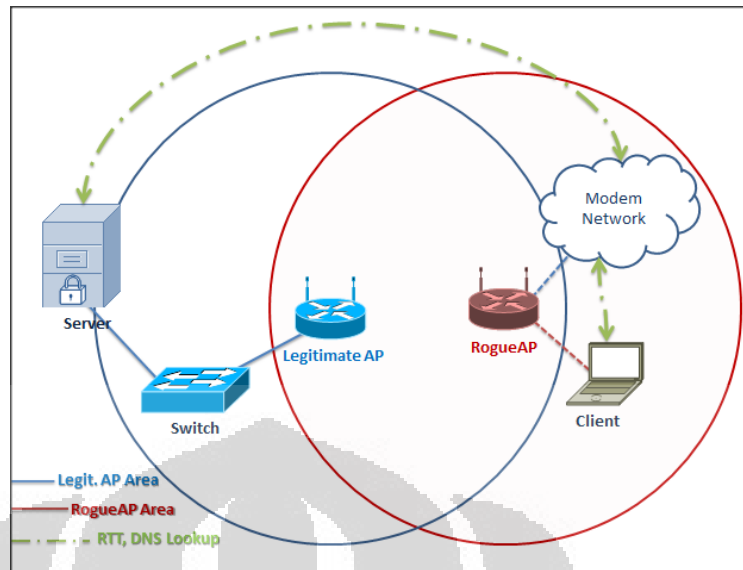 Modem
Network
Server
Legitimate AP
RogueAP
Switch
Client
Legit. AP Area
RogueAP Area
RTT, DNS Lookup